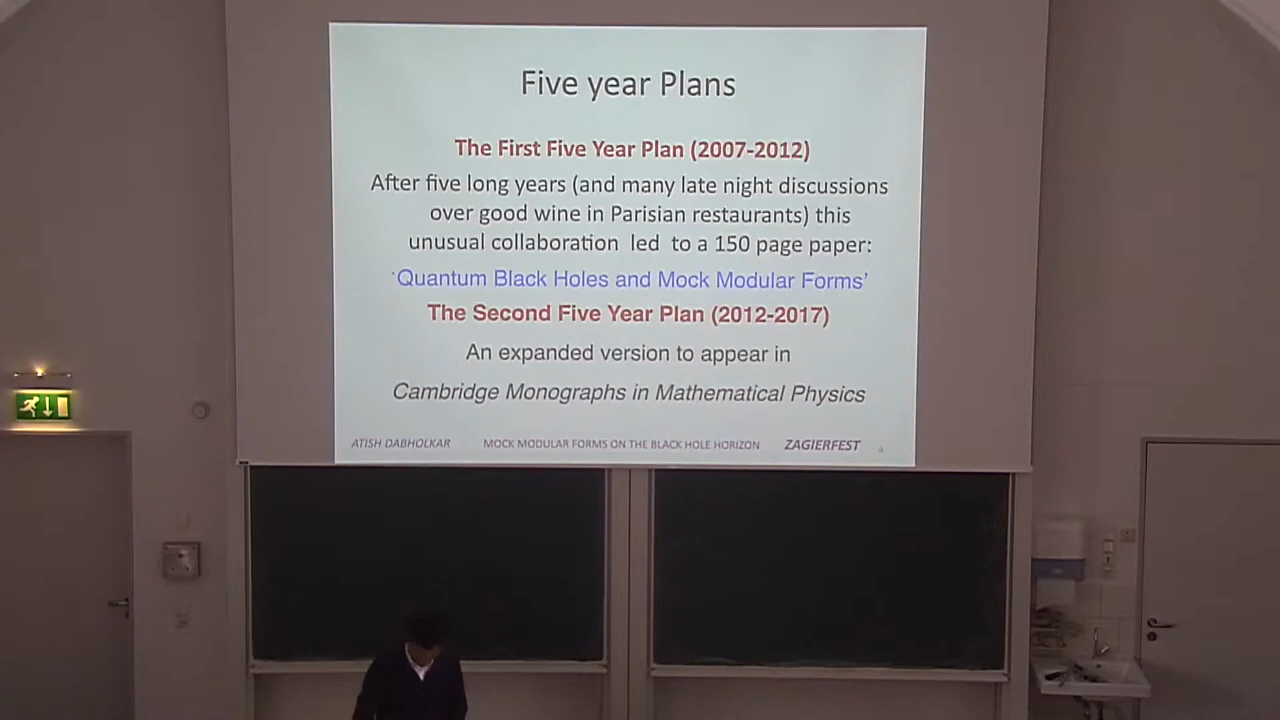 Five year Plans
The First Five Year Plan (2007-2012)
After five long years (and many late night discussions
over good wine in Parisian restaurants) this
unusual collaboration led to a 150 page paper:
`Quantum Black Holes and Mock Modular Forms’
The Second Five Year Plan (2012-2017)
An expanded version to appear in
Cambridge Monographs in Mathematical Physics
ATISH DABHOLKAR MOCK MODULAR FORMS ON THE BLACK HOLE HORIZON ZAGIERFEST 4